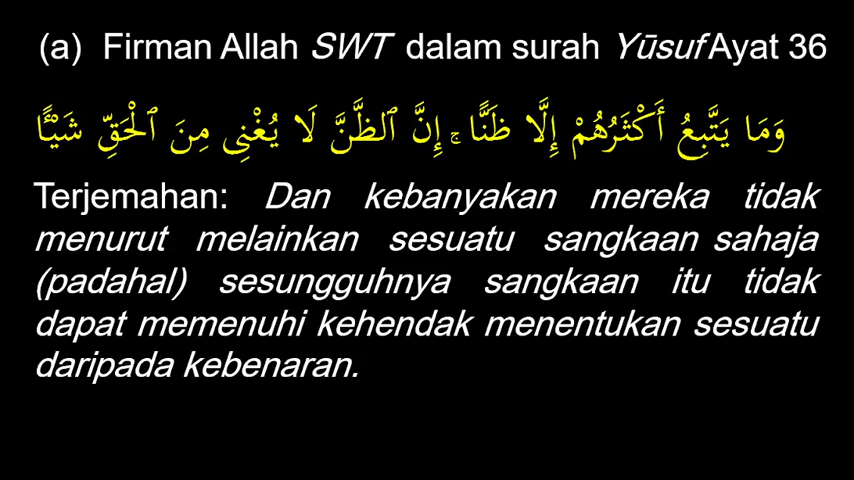 (a) Firman Allah SWT dalam surah Yūsuf Ayat 36
وَمَا يَتَّبِعُ أَكْثَرُهُمْ إِلَّا ظَنًّا ۚ إِنَّ ٱلظَّنَّ لَا يُغْنِى مِنَ ٱلْحَقِّ شَيْـًٔا
Terjemahan: Dan kebanyakan mereka tidak
menurut melainkan sesuatu sangkaan sahaja
(padahal) sesungguhnya sangkaan itu tidak
dapat memenuhi kehendak menentukan sesuatu
daripada kebenaran.